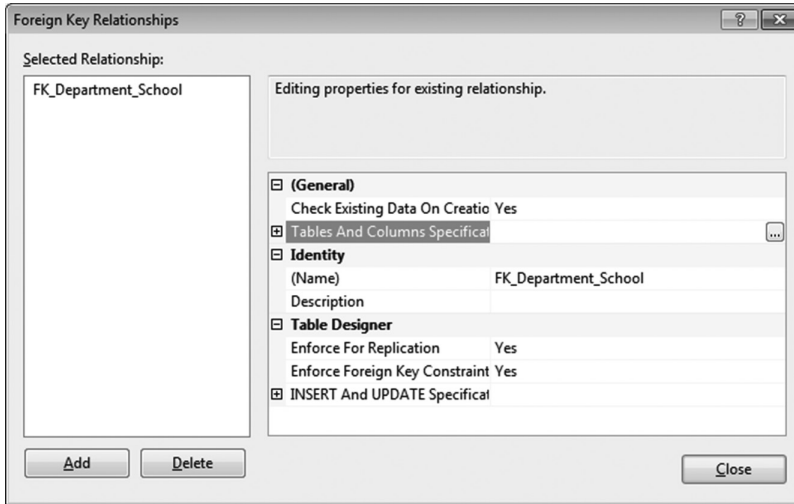 Foreign Key Relationships
Selected Relationship:
FK_Department_School
Editing properties for existing relationship.
(General)
Check Existing Data On Creatio Yes
Tables And Columns Specificat ...
Identity
(Name) FK_Department_School
Description
Table Designer
Enforce For Replication Yes
Enforce Foreign Key Constraint Yes
INSERT And UPDATE Specificat
Add Delete
Close